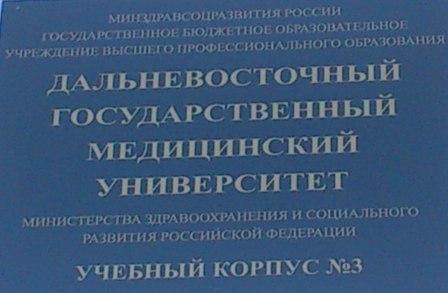 МИНЗДРАВСОЦРАЗВИТИЯ РОССИИ
ГОСУДАРСТВЕННОЕ БЮДЖЕТНОЕ ОБРАЗОВАТЕЛЬНОЕ
УЧРЕЖДЕНИЕ ВЫСШЕГО ПРОФЕССИОНАЛЬНОГО ОБРАЗОВАНИЯ
ДАЛЬНЕВОСТОЧНЫЙ
ГОСУДАРСТВЕННЫЙ
МЕДИЦИНСКИЙ
УНИВЕРСИТЕТ
МИНИСТЕРСТВА ЗДРАВООХРАНЕНИЯ И СОЦИАЛЬНОГО
РАЗВИТИЯ РОССИЙСКОЙ ФЕДЕРАЦИИ
УЧЕБНЫЙ КОРПУС №3